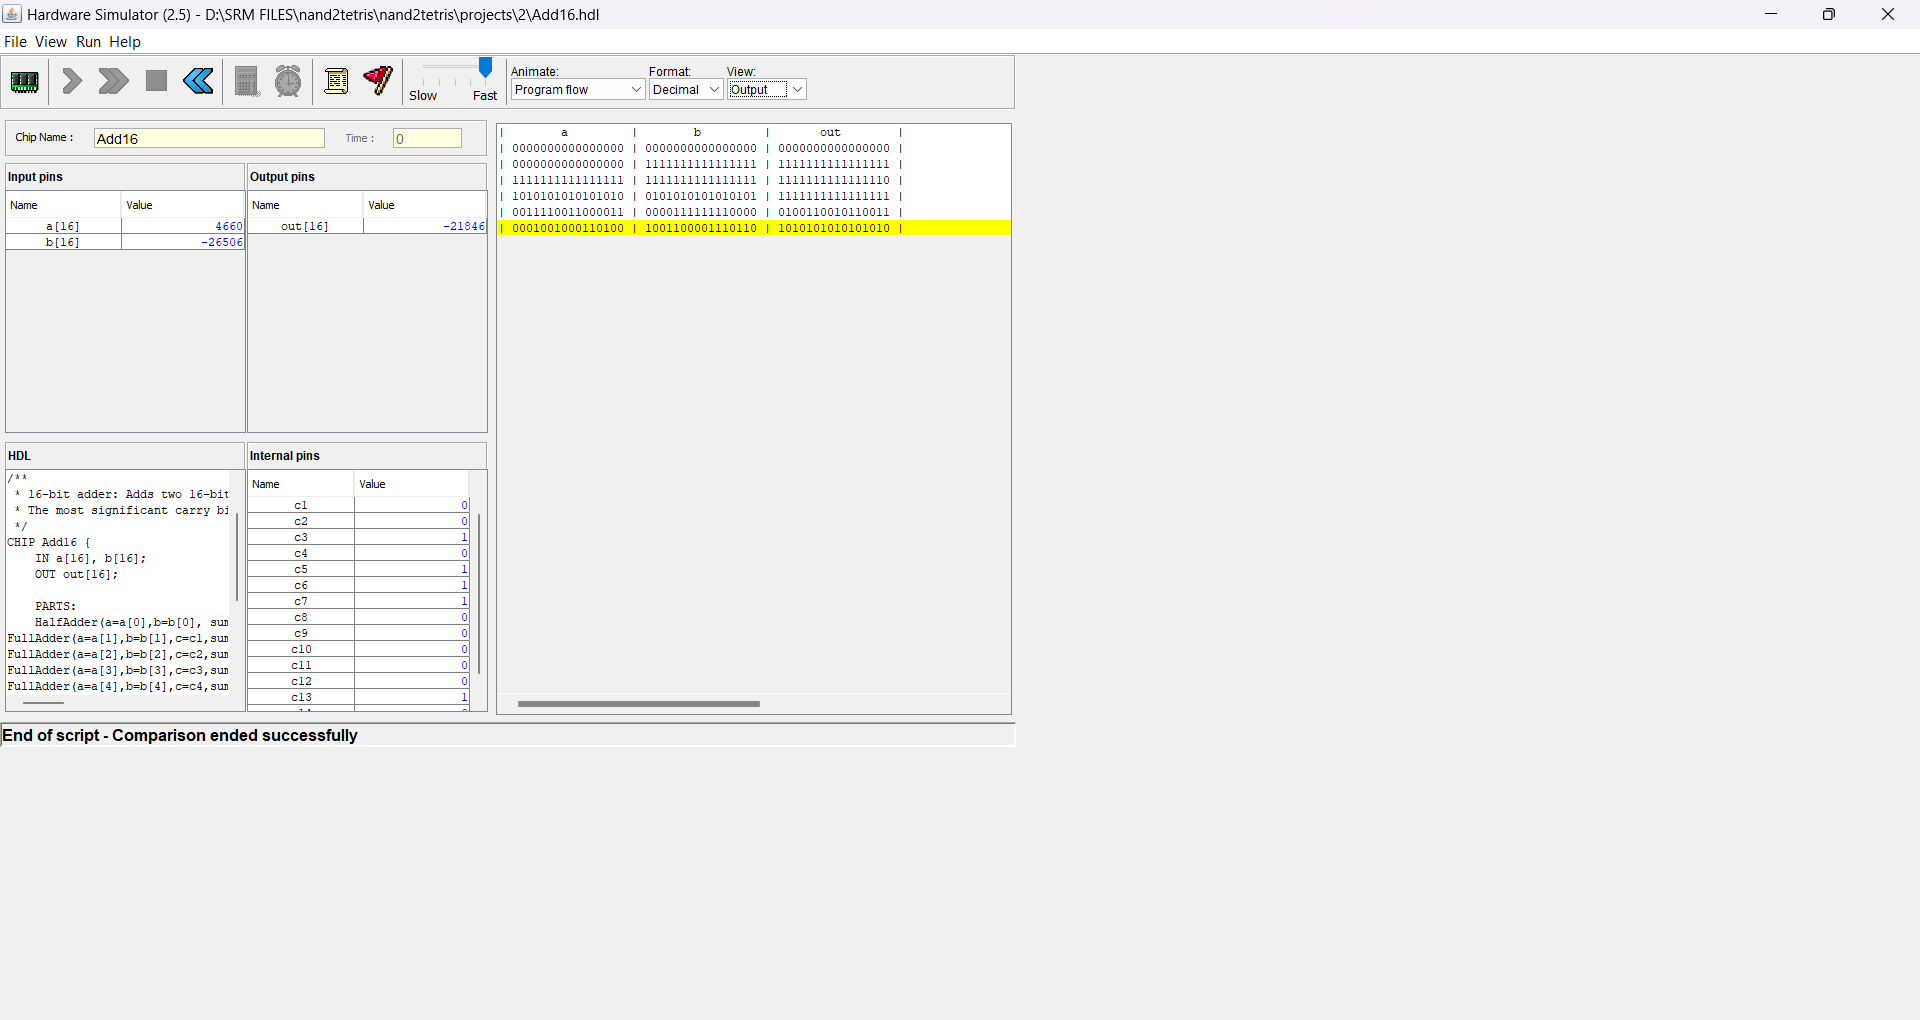 Hardware Simulator (2.5) - D:\SRM FILES\nand2tetris\nand2tetris\projects\2\Add16.hdl
File View Run Help
Slow Fast
Animate: Format: View:
Program flow Decimal Output
Chip Name : Add16 Time : 0
Input pins
Name Value
a[16] 4660
b[16] -26506
Output pins
Name Value
out[16] -21846
HDL
/**
* 16-bit adder: Adds two 16-bit
* The most significant carry bi
*/
CHIP Add16 {
IN a[16], b[16];
OUT out[16];
PARTS:
HalfAdder(a=a[0],b=b[0], sum
FullAdder(a=a[1],b=b[1],c=c1,sum
FullAdder(a=a[2],b=b[2],c=c2,sum
FullAdder(a=a[3],b=b[3],c=c3,sum
FullAdder(a=a[4],b=b[4],c=c4,sum
Internal pins
Name Value
c1 0
c2 0
c3 1
c4 0
c5 1
c6 1
c7 1
c8 0
c9 0
c10 0
c11 0
c12 0
c13 1
| a | b | out |
| 0000000000000000 | 0000000000000000 | 0000000000000000 |
| 0000000000000000 | 1111111111111111 | 1111111111111111 |
| 1111111111111111 | 1111111111111111 | 1111111111111110 |
| 1010101010101010 | 0101010101010101 | 1111111111111111 |
| 0011110011000011 | 0000111111110000 | 0100110010110011 |
| 0001001000110100 | 1001100001110110 | 1010101010101010 |
End of script - Comparison ended successfully